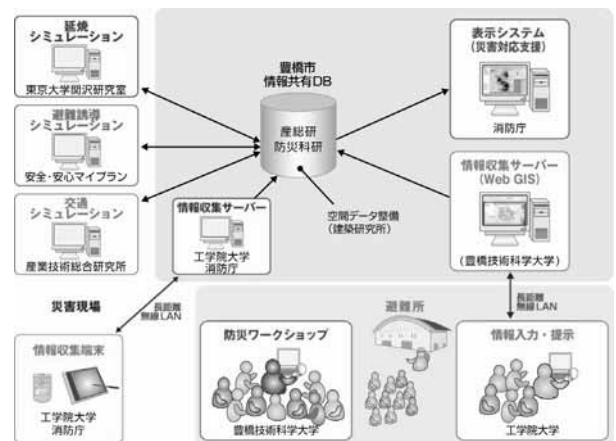 延焼
シミュレーション
東京大学関沢研究室
避難誘導
シミュレーション
安全・安心マイプラン
交通
シミュレーション
産業技術総合研究所
豊橋市
情報共有DB
産総研
防災科研
空間データ整備
(建築研究所)
情報収集サーバー
工学院大学
消防庁
表示システム
(災害対応支援)
消防庁
情報収集サーバー
(Web GIS)
(豊橋技術科学大学)
災害現場
長距離
無線LAN
情報収集端末
工学院大学
消防庁
避難所
防災ワークショップ
豊橋技術科学大学
長距離
無線LAN
情報入力・提示
工学院大学